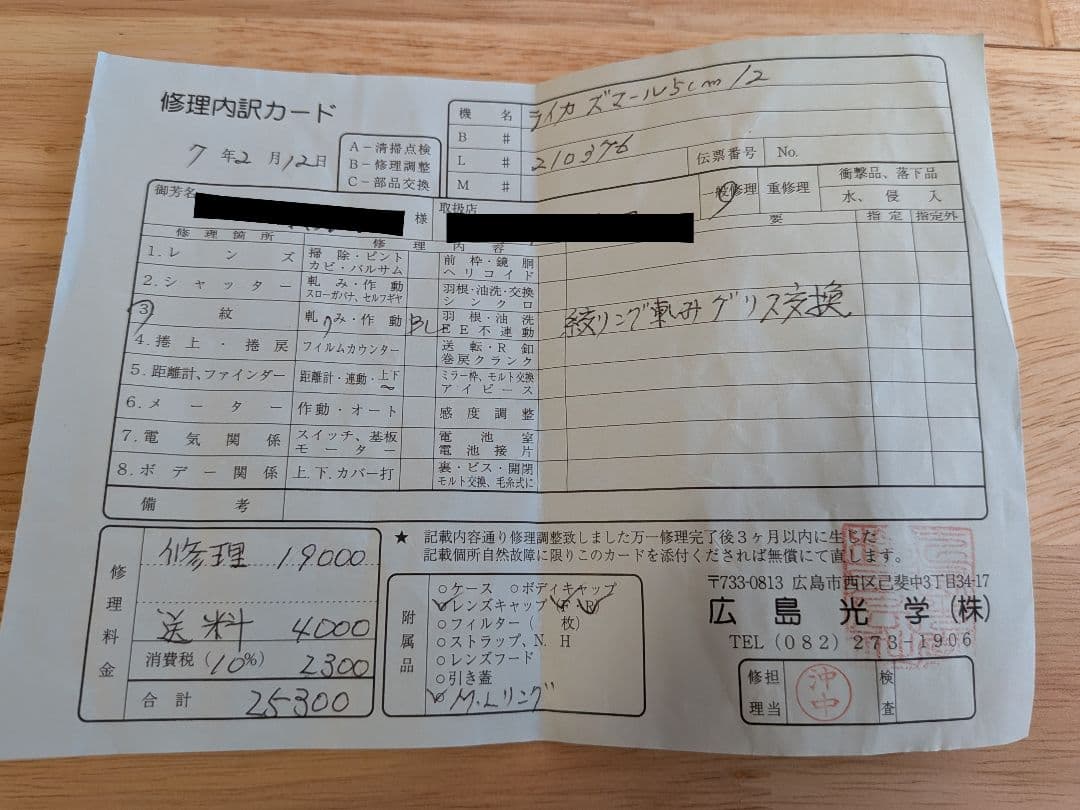 修理内訳カード
7年2月12日
A－清掃点検
B－修理調整
C－部品交換
機名 ライカ ズマール5cm/2
B #
L # 210376
M #
伝票番号 No.
一般修理 重修理 衝撃品、落下品
水、侵入
御芳名 様 取扱店
修理箇所 修理内容 要 指定 指定外
1.レンズ 掃除・ピント 前枠・鏡胴
カビ・バルサム ヘリコイド
2.シャッター 軋み・作動 羽根・油洗・交換
スローガバナ、セルフギヤ シンクロ
3 紋 軋み・作動 BL 羽根・油洗 絞リング軋み グリス交換
EE不連動
4.捲上・捲戻 フィルムカウンター 送転・R釦
巻戻クランク
5.距離計、ファインダー 距離計・連動・上下 ミラー枠、モルト交換
アイピース
6.メーター 作動・オート 感度調整
7.電気関係 スイッチ、基板 電池室
モーター 電池接片
8.ボデー関係 上.下.カバー打 裏・ビス・開閉
モルト交換、毛糸式に
備考
修理料金
修理 19000
送料 4000
消費税(10%) 2300
合計 25300
★ 記載内容通り修理調整致しました万一修理完了後3ヶ月以内に生じた
記載個所自然故障に限りこのカードを添付くだされば無償にて直します。
附属品
○ケース ○ボディキャップ
○レンズキャップ F・R
○フィルター( 枚)
○ストラップ、N. H
○レンズフード
○引き蓋
M.Lリング
〒733-0813 広島市西区己斐中3丁目34-17
広島光学(株)
TEL(082)273-1906
修理担当 沖中 検査